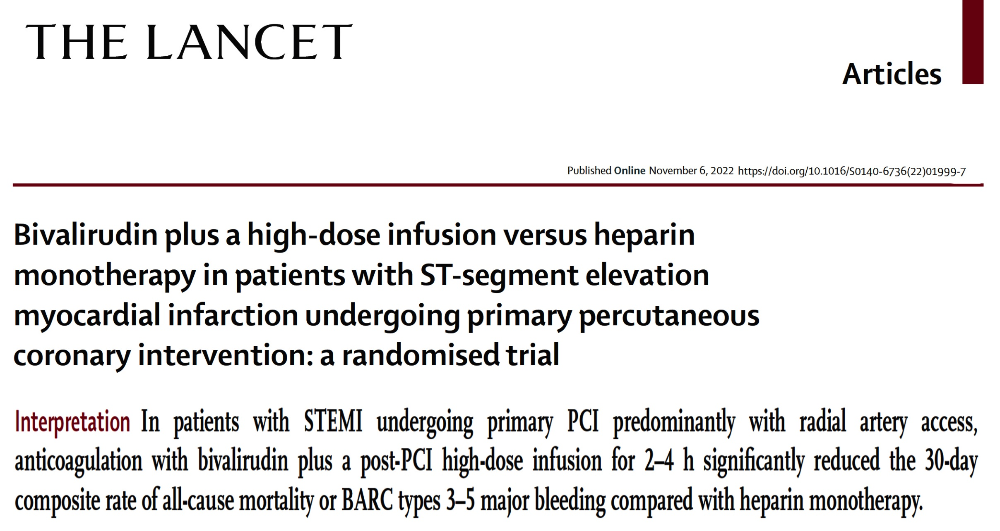 THE LANCET
Articles
Published Online November 6, 2022 https://doi.org/10.1016/S0140-6736(22)01999-7
Bivalirudin plus a high-dose infusion versus heparin
monotherapy in patients with ST-segment elevation
myocardial infarction undergoing primary percutaneous
coronary intervention: a randomised trial
Interpretation In patients with STEMI undergoing primary PCI predominantly with radial artery access,
anticoagulation with bivalirudin plus a post-PCI high-dose infusion for 2–4 h significantly reduced the 30-day
composite rate of all-cause mortality or BARC types 3–5 major bleeding compared with heparin monotherapy.